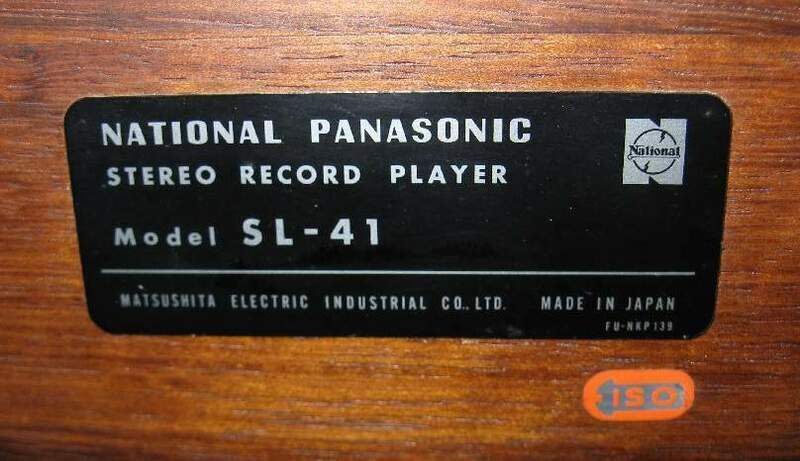 NATIONAL PANASONIC
National
STEREO RECORD PLAYER
Model SL-41
MATSUSHITA ELECTRIC INDUSTRIAL CO., LTD. MADE IN JAPAN
FU-NKP139
ISO